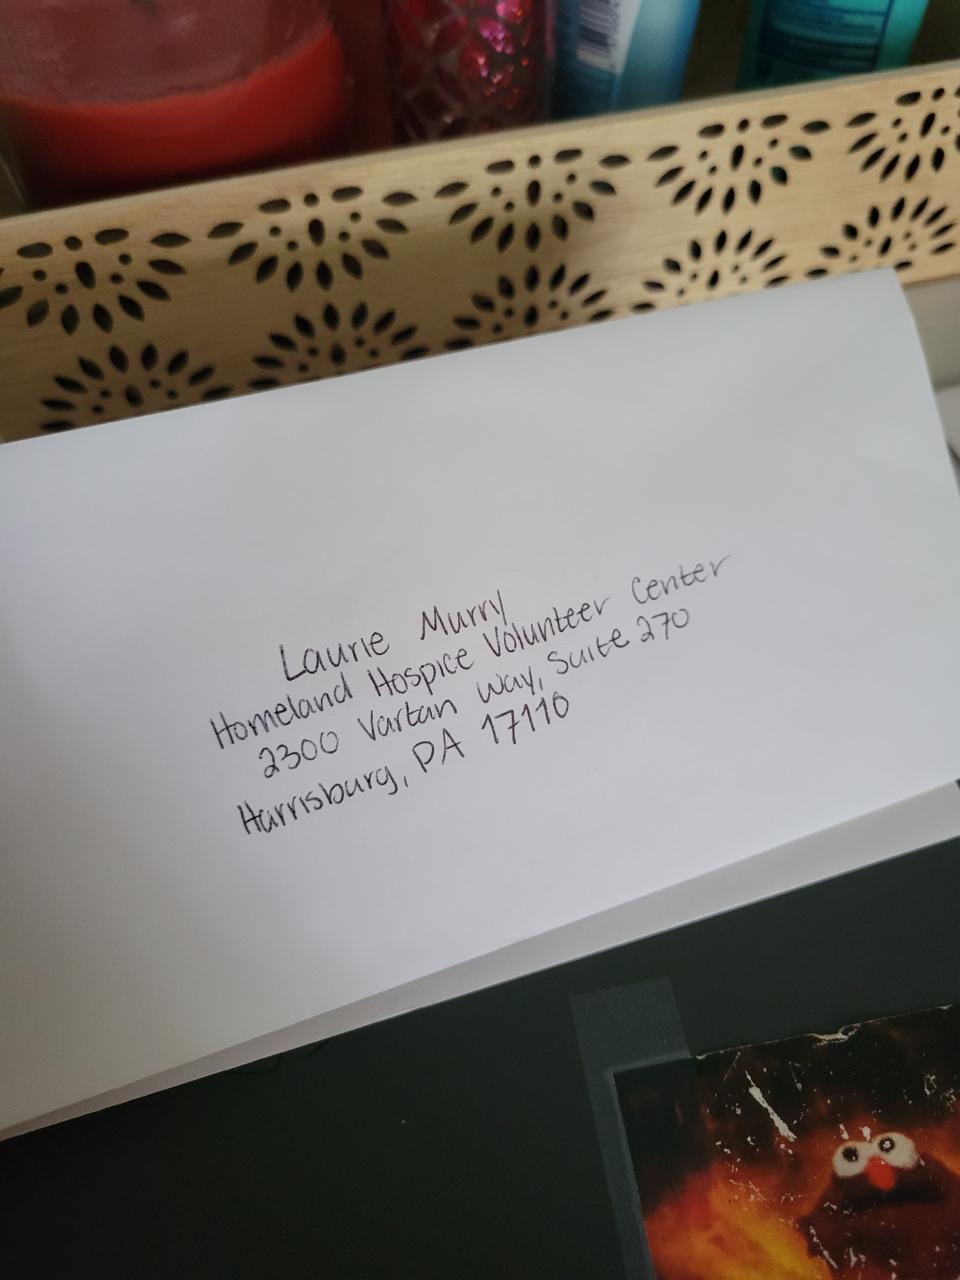 Laurie Murry
Homeland Hospice Volunteer Center
2300 Vartan Way, Suite 270
Harrisburg, PA 17110